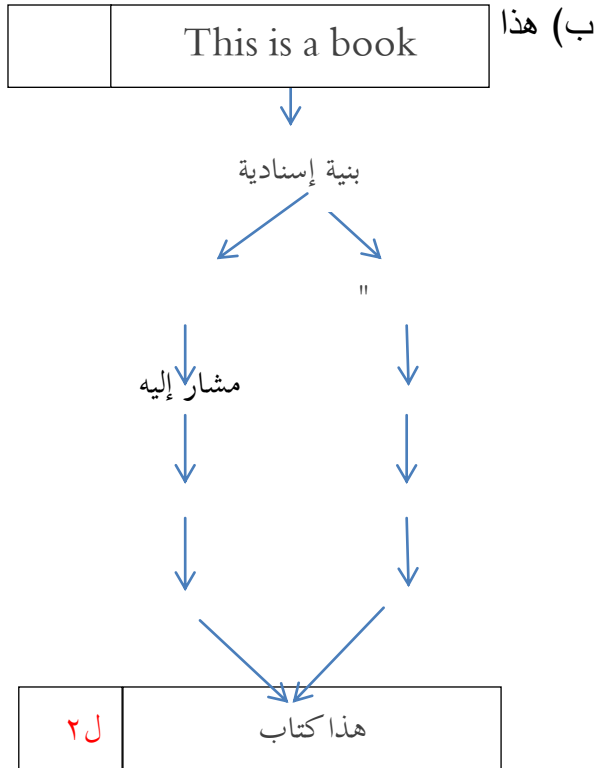 ب) هذا
This is a book
بنية إسنادية
"
مشار إليه
هذا كتاب
ل٢